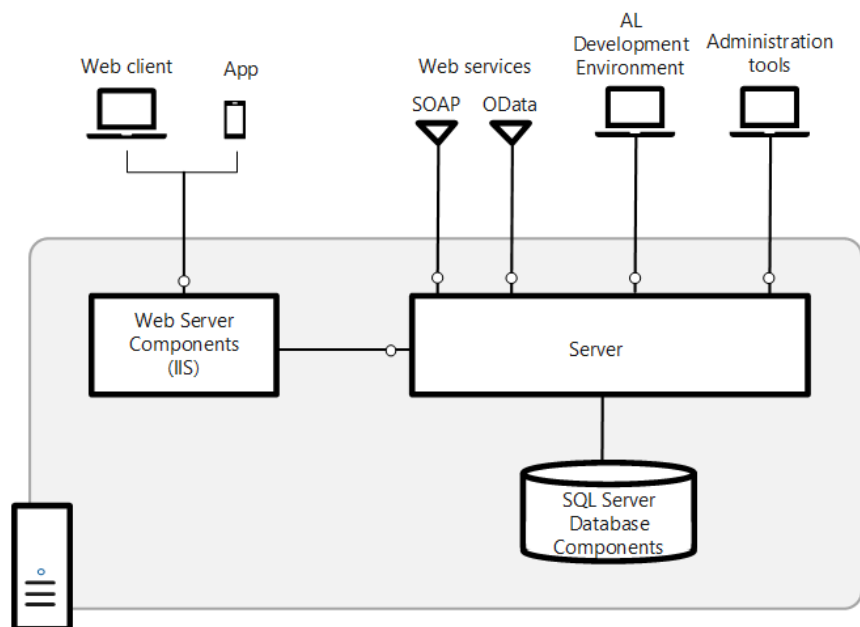 Web client
App
Web services
SOAP
OData
AL
Development
Environment
Administration
tools
Web Server
Components
(IIS)
Server
SQL Server
Database
Components